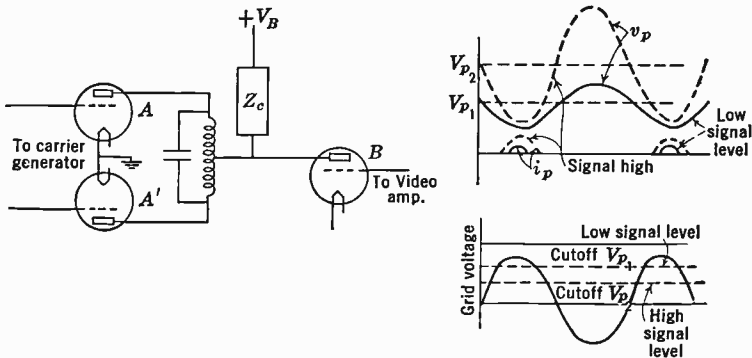 +V_B
Z_c
A
To carrier
generator
A'
B
To Video
amp.
v_p
V_p₂
V_p₁
Low
signal
level
i_p
Signal high
Low signal level
Cutoff V_p₁
Cutoff V_p
Grid voltage
High
signal
level